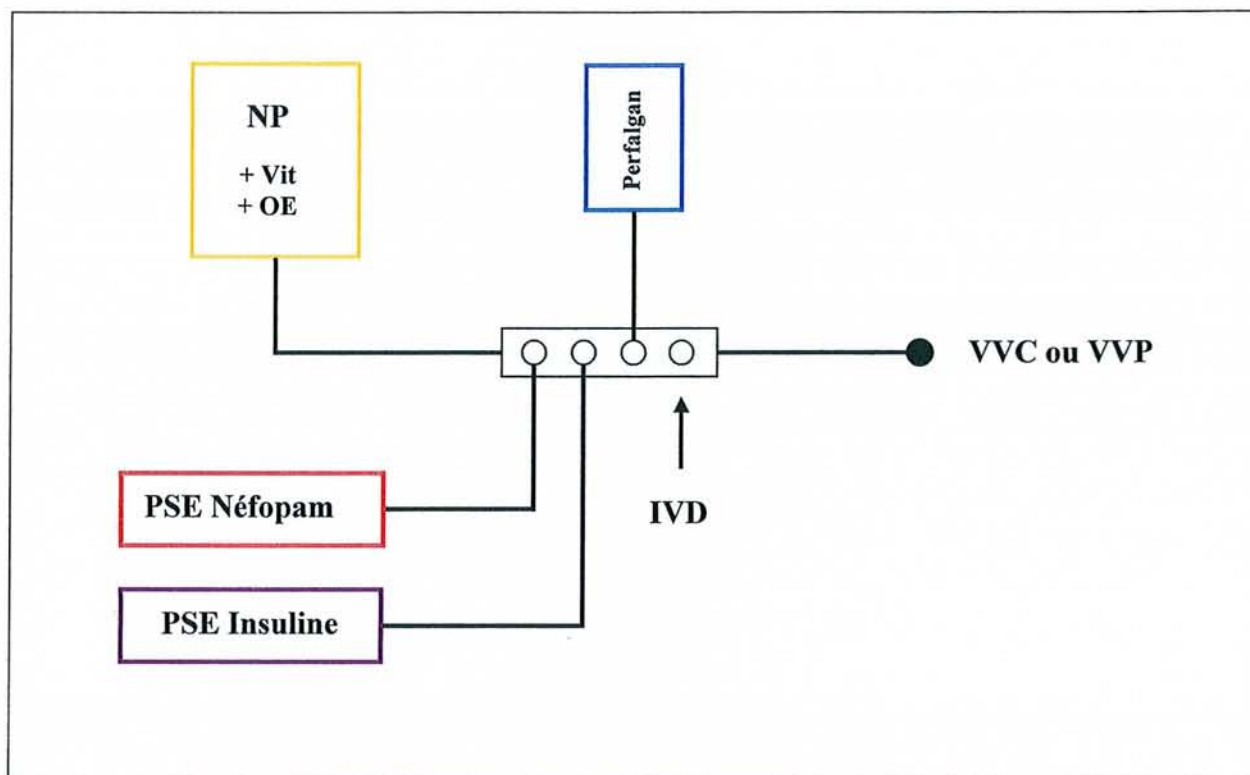 NP
+ Vit
+ OE
Perfalgan
VVC ou VVP
PSE Néfopam
IVD
PSE Insuline